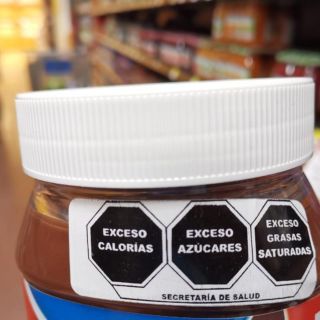 EXCESO
CALORÍAS
EXCESO
AZÚCARES
EXCESO
GRASAS
SATURADAS
SECRETARÍA DE SALUD